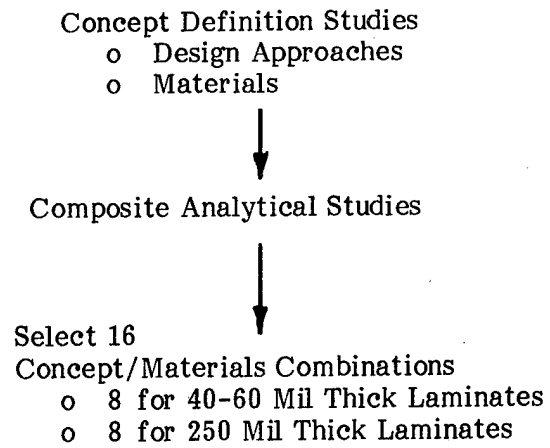 Concept Definition Studies
o Design Approaches
o Materials
Composite Analytical Studies
Select 16
Concept/Materials Combinations
o 8 for 40-60 Mil Thick Laminates
o 8 for 250 Mil Thick Laminates